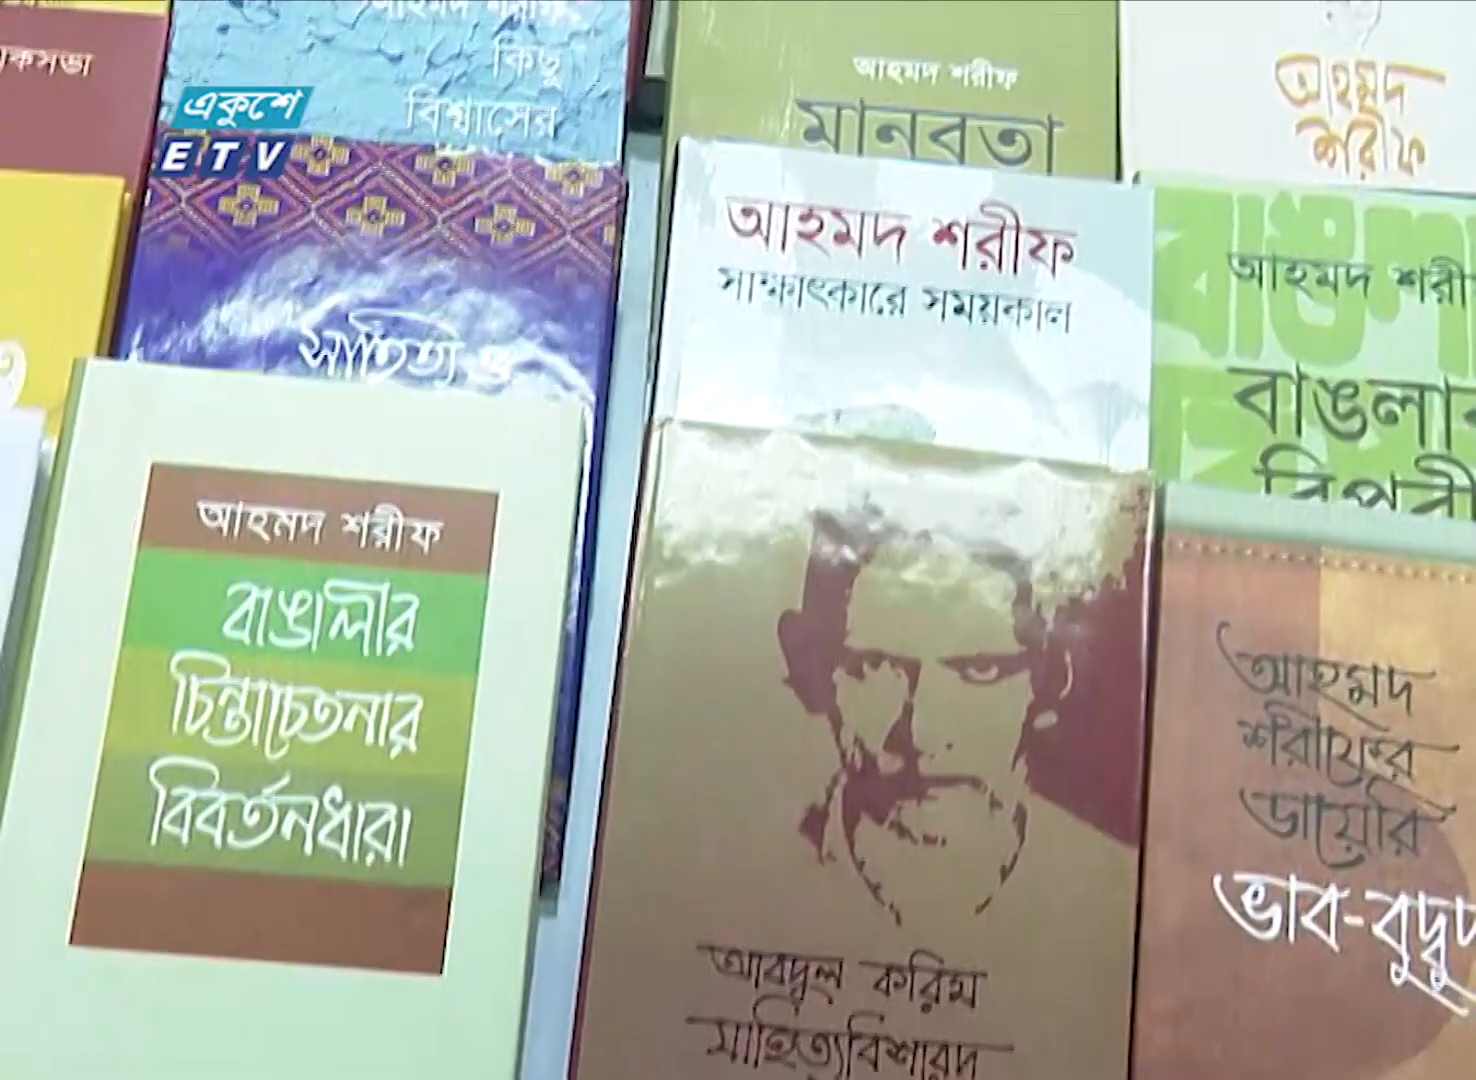 কিছু
বিশ্বাসের
একুশে
ETV
আহমদ শরীফ
মানবতা
আহমদ
শরীফ
আহমদ শরীফ
সাক্ষাৎকারে সময়কাল
আহমদ
বাঙলার
সাহিত্য ও
আহমদ শরীফ
বাঙালীর
চিন্তাচেতনার
বিবর্তনধারা
আবদুল করিম
সাহিত্যবিশারদ
আহমদ
শরীফের
ডায়েরি
ভাব-বুদ্বুদ